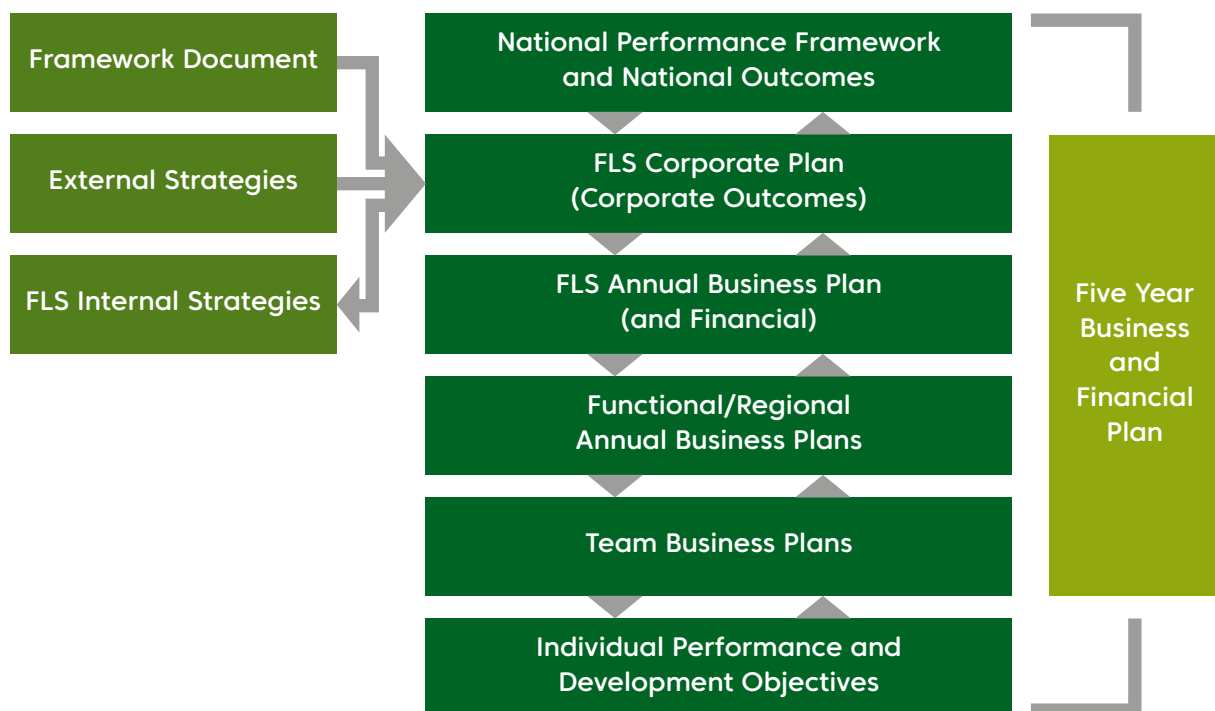 Framework Document
External Strategies
FLS Internal Strategies
National Performance Framework
and National Outcomes
FLS Corporate Plan
(Corporate Outcomes)
FLS Annual Business Plan
(and Financial)
Functional/Regional
Annual Business Plans
Team Business Plans
Individual Performance and
Development Objectives
Five Year
Business
and
Financial
Plan